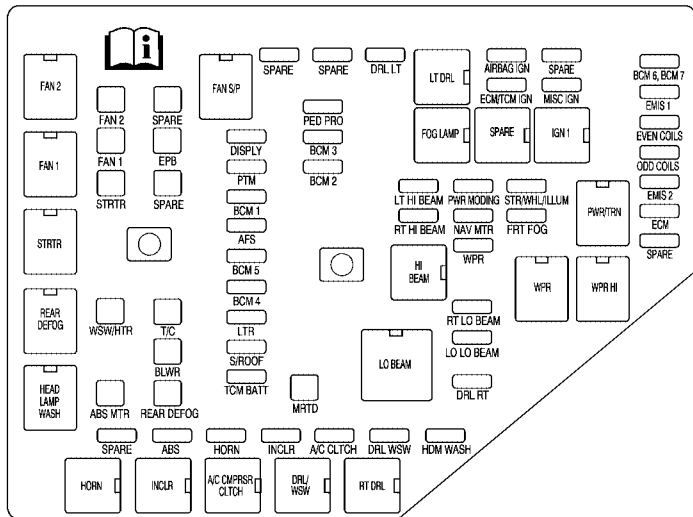 FAN 2
FAN S/P
SPARE
SPARE
DRL LT
LT DRL
AIRBAG IGN
SPARE
BCM 6, BCM 7
FAN 2
SPARE
PED PRO
ECM/TCM IGN
MISC IGN
EMIS 1
FAN 1
FAN 1
EPB
DISPLY
BCM 3
FOG LAMP
SPARE
IGN 1
EVEN COILS
ODD COILS
STRTR
SPARE
PTM
BCM 2
LT HI BEAM
PWR MODING
STR/WHL/ILLUM
EMIS 2
BCM 1
RT HI BEAM
NAV MTR
FRT FOG
PWR/TRN
ECM
STRTR
AFS
WPR
SPARE
BCM 5
HI
BEAM
WPR
WPR HI
REAR
DEFOG
BCM 4
WSW/HTR
T/C
LTR
RT LO BEAM
BLWR
S/ROOF
LO BEAM
LO LO BEAM
HEAD
LAMP
WASH
ABS MTR
REAR DEFOG
TCM BATT
MRTD
DRL RT
SPARE
ABS
HORN
INCLR
A/C CLTCH
DRL WSW
HDM WASH
HORN
INCLR
A/C CMPRSR
CLTCH
DRL/
WSW
RT DRL